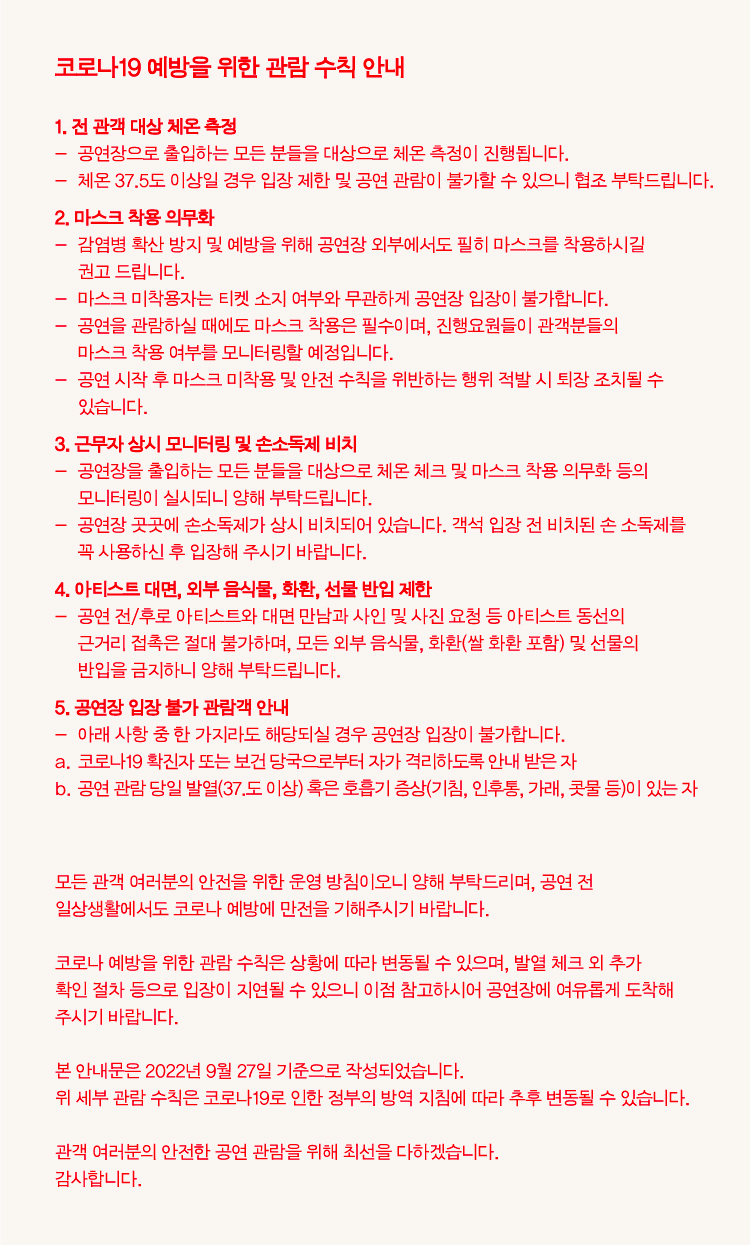 코로나19 예방을 위한 관람 수칙 안내
1. 전 관객 대상 체온 측정
- 공연장으로 출입하는 모든 분들을 대상으로 체온 측정이 진행됩니다.
- 체온 37.5도 이상일 경우 입장 제한 및 공연 관람이 불가할 수 있으니 협조 부탁드립니다.
2. 마스크 착용 의무화
- 감염병 확산 방지 및 예방을 위해 공연장 외부에서도 필히 마스크를 착용하시길
권고 드립니다.
- 마스크 미착용자는 티켓 소지 여부와 무관하게 공연장 입장이 불가합니다.
- 공연을 관람하실 때에도 마스크 착용은 필수이며, 진행요원들이 관객분들의
마스크 착용 여부를 모니터링할 예정입니다.
- 공연 시작 후 마스크 미착용 및 안전 수칙을 위반하는 행위 적발 시 퇴장 조치될 수
있습니다.
3. 근무자 상시 모니터링 및 손소독제 비치
- 공연장을 출입하는 모든 분들을 대상으로 체온 체크 및 마스크 착용 의무화 등의
모니터링이 실시되니 양해 부탁드립니다.
- 공연장 곳곳에 손소독제가 상시 비치되어 있습니다. 객석 입장 전 비치된 손 소독제를
꼭 사용하신 후 입장해 주시기 바랍니다.
4. 아티스트 대면, 외부 음식물, 화환, 선물 반입 제한
- 공연 전/후로 아티스트와 대면 만남과 사인 및 사진 요청 등 아티스트 동선의
근거리 접촉은 절대 불가하며, 모든 외부 음식물, 화환(쌀 화환 포함) 및 선물의
반입을 금지하니 양해 부탁드립니다.
5. 공연장 입장 불가 관람객 안내
- 아래 사항 중 한 가지라도 해당되실 경우 공연장 입장이 불가합니다.
a. 코로나19 확진자 또는 보건 당국으로부터 자가 격리하도록 안내 받은 자
b. 공연 관람 당일 발열(37.도 이상) 혹은 호흡기 증상(기침, 인후통, 가래, 콧물 등)이 있는 자
모든 관객 여러분의 안전을 위한 운영 방침이오니 양해 부탁드리며, 공연 전
일상생활에서도 코로나 예방에 만전을 기해주시기 바랍니다.
코로나 예방을 위한 관람 수칙은 상황에 따라 변동될 수 있으며, 발열 체크 외 추가
확인 절차 등으로 입장이 지연될 수 있으니 이점 참고하시어 공연장에 여유롭게 도착해
주시기 바랍니다.
본 안내문은 2022년 9월 27일 기준으로 작성되었습니다.
위 세부 관람 수칙은 코로나19로 인한 정부의 방역 지침에 따라 추후 변동될 수 있습니다.
관객 여러분의 안전한 공연 관람을 위해 최선을 다하겠습니다.
감사합니다.